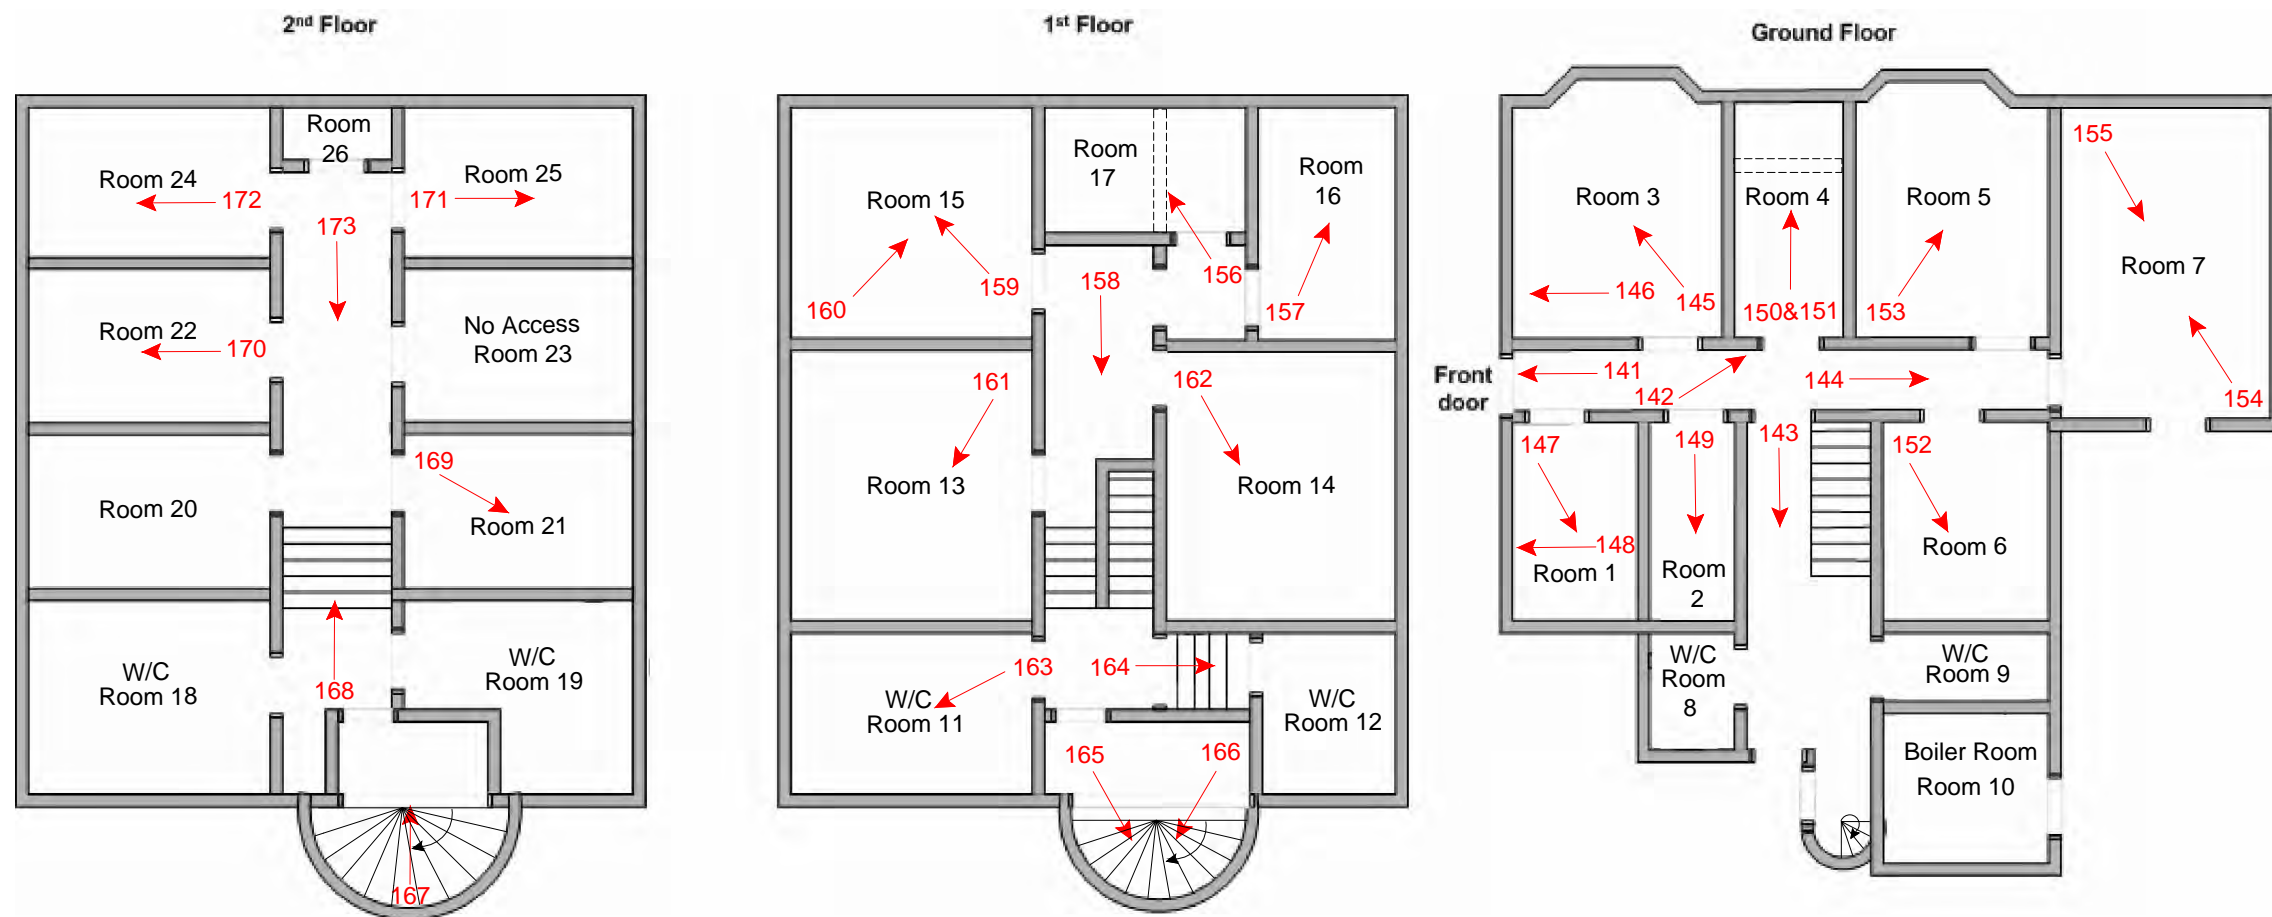 2nd Floor
Room
26
Room 24
172
Room 25
171
173
Room 22
170
No Access
Room 23
169
Room 20
Room 21
W/C
Room 18
168
W/C
Room 19
167
1st Floor
Room
17
Room 15
Room
16
156
158
159
160
157
161
162
Room 13
Room 14
163
164
W/C
Room 11
W/C
Room 12
165
166
Ground Floor
155
Room 3
Room 4
Room 5
Room 7
146
145
150&151
153
Front
door
141
142
144
154
147
149
143
152
148
Room 1
Room
2
Room 6
W/C
Room
8
W/C
Room 9
Boiler Room
Room 10